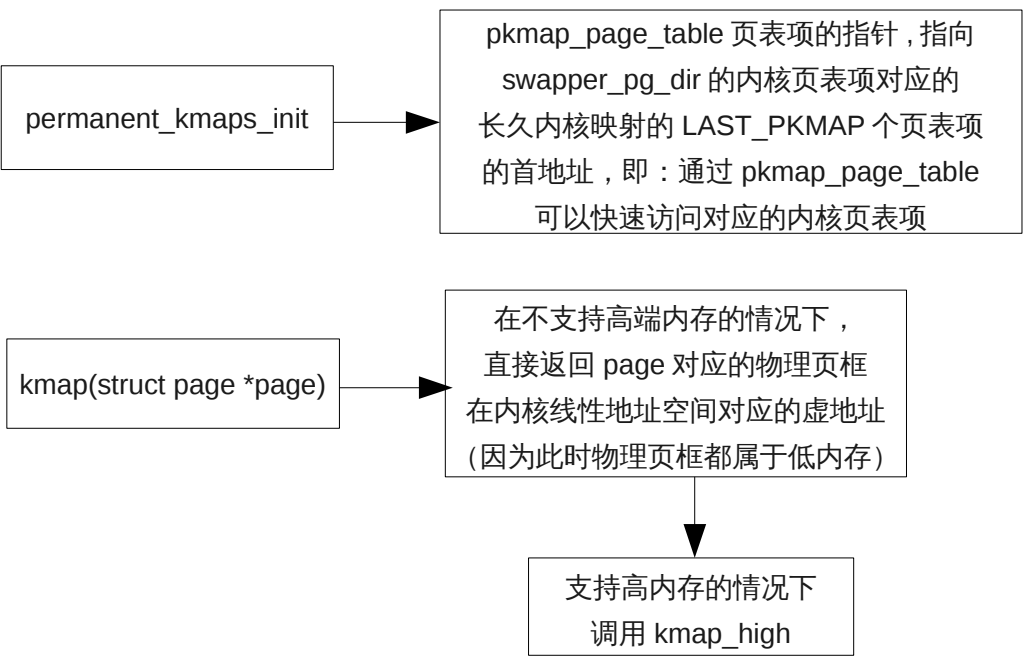 permanent_kmaps_init
pkmap_page_table 页表项的指针 , 指向
swapper_pg_dir 的内核页表项对应的
长久内核映射的 LAST_PKMAP 个页表项
的首地址，即：通过 pkmap_page_table
可以快速访问对应的内核页表项
kmap(struct page *page)
在不支持高端内存的情况下，
直接返回 page 对应的物理页框
在内核线性地址空间对应的虚地址
（因为此时物理页框都属于低内存）
支持高内存的情况下
调用 kmap_high